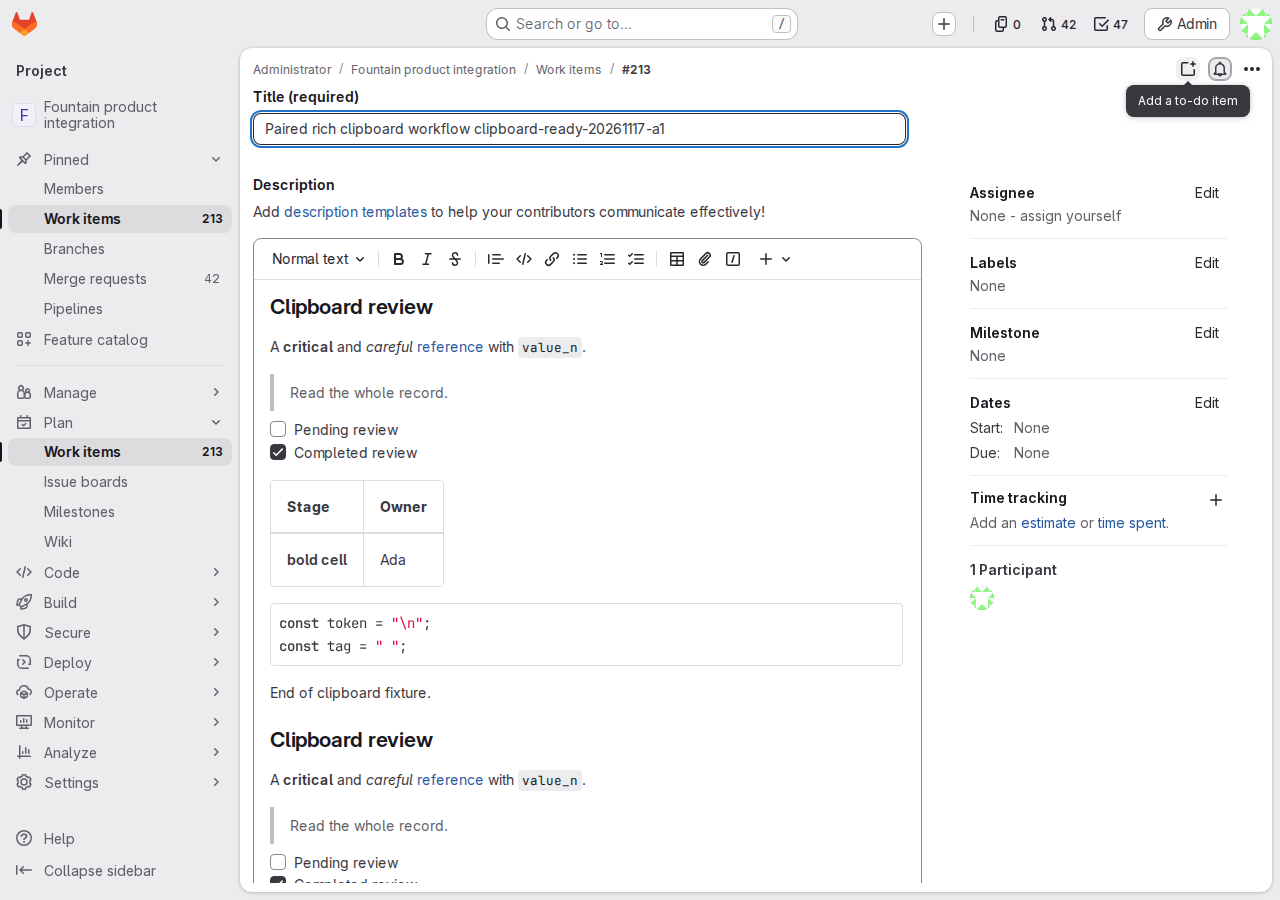 Search or go to...
/
0
42
47
Admin
Project
F
Fountain product integration
Pinned
Members
Work items
213
Branches
Merge requests
42
Pipelines
Feature catalog
Manage
Plan
Work items
213
Issue boards
Milestones
Wiki
Code
Build
Secure
Deploy
Operate
Monitor
Analyze
Settings
Help
Collapse sidebar
Administrator / Fountain product integration / Work items / #213
Add a to-do item
Title (required)
Paired rich clipboard workflow clipboard-ready-20261117-a1
Description
Add description templates to help your contributors communicate effectively!
Normal text
Clipboard review
A critical and careful reference with value_n.
Read the whole record.
Pending review
Completed review
Stage Owner
bold cell Ada
const token = "\n";
const tag = " ";
End of clipboard fixture.
Clipboard review
A critical and careful reference with value_n.
Read the whole record.
Pending review
Completed review
Assignee
Edit
None - assign yourself
Labels
Edit
None
Milestone
Edit
None
Dates
Edit
Start: None
Due: None
Time tracking
Add an estimate or time spent.
1 Participant